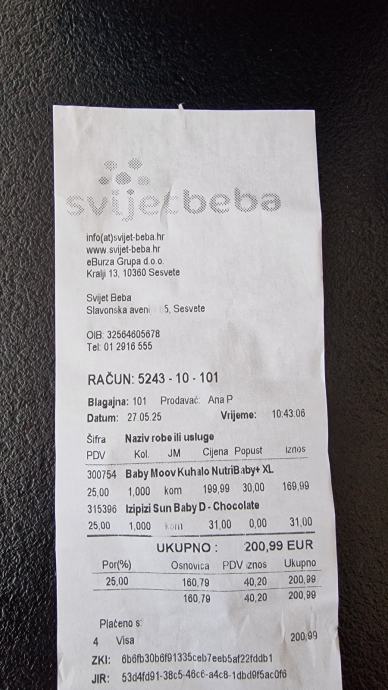 svijet beba
info(at)svijet-beba.hr
www.svijet-beba.hr
eBurza Grupa d.o.o.
Kralji 13, 10360 Sesvete
Svijet Beba
Slavonska aveni 5, Sesvete
OIB: 32564605678
Tel: 01 2916 555
RAČUN: 5243 - 10 - 101
Blagajna: 101 Prodavač: Ana P
Datum: 27.05.25 Vrijeme: 10:43:06
Šifra Naziv robe ili usluge
PDV Kol. JM Cijena Popust Iznos
300754 Baby Moov Kuhalo NutriBaby+ XL
25,00 1,000 kom 199,99 30,00 169,99
315396 Izipizi Sun Baby D - Chocolate
25,00 1,000 kom 31,00 0,00 31,00
UKUPNO : 200,99 EUR
Por(%) Osnovica PDV iznos Ukupno
25,00 160,79 40,20 200,99
160,79 40,20 200,99
Plaćeno s:
4 Visa 200,99
ZKI: 6b6fb30b6f91335ceb7eeb5af22fddb1
JIR: 53d4fd91-38c5-46c6-a4c8-1dbd9f5ac0f6